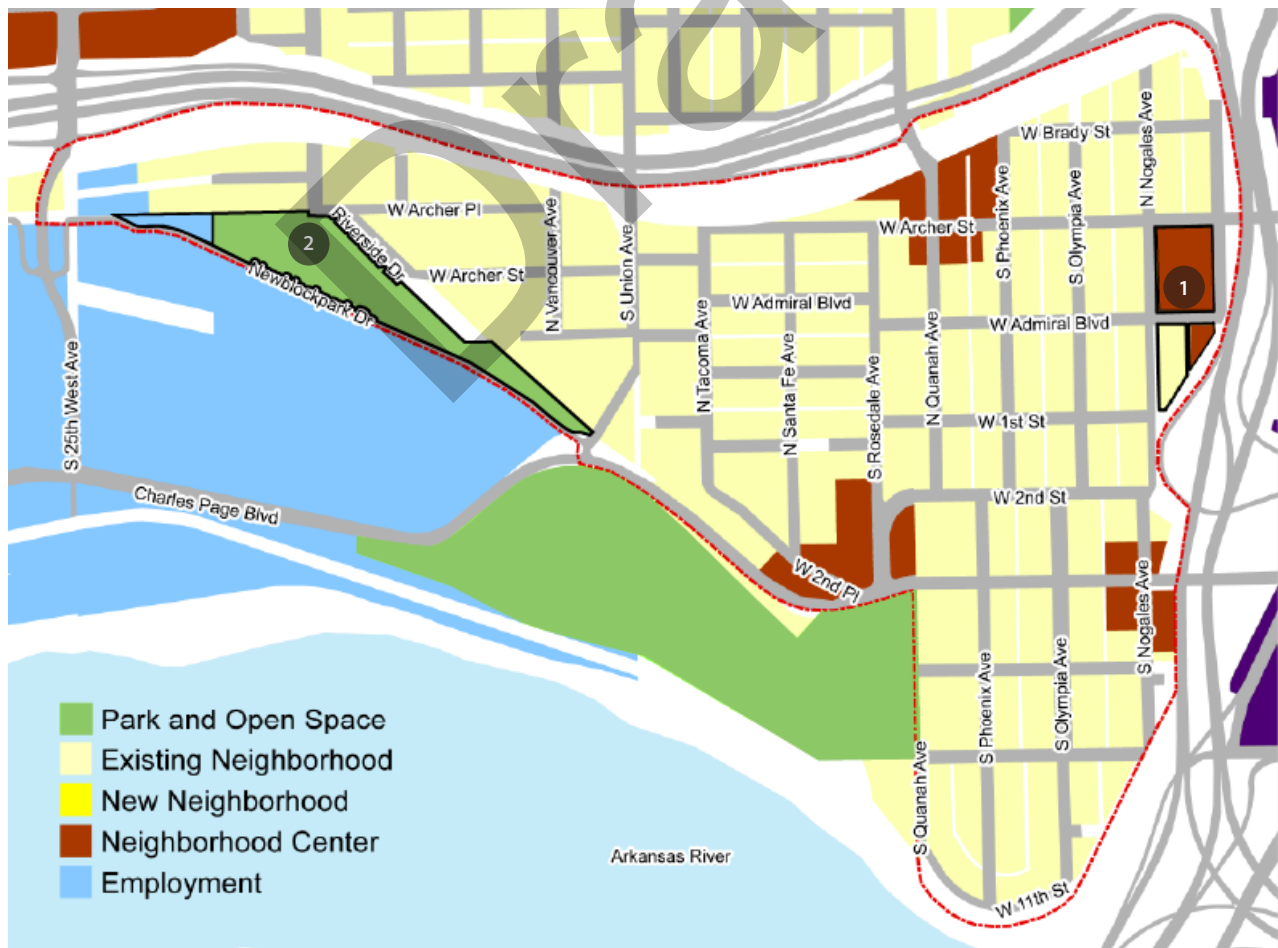 Dra
W Brady St
N Nogales Ave
S Phoenix Ave
S Olympia Ave
W Archer Pl
Riverside Dr
2
N Vancouver Ave
S Union Ave
W Archer St
W Archer St
Newblockpark Dr
1
W Admiral Blvd
W Admiral Blvd
N Tacoma Ave
N Santa Fe Ave
S Rosedale Ave
N Quanah Ave
S 25th West Ave
W 1st St
Charles Page Blvd
W 2nd St
W 2nd Pl
S Nogales Ave
S Phoenix Ave
S Olympia Ave
S Quanah Ave
W 11th St
Arkansas River
Park and Open Space
Existing Neighborhood
New Neighborhood
Neighborhood Center
Employment